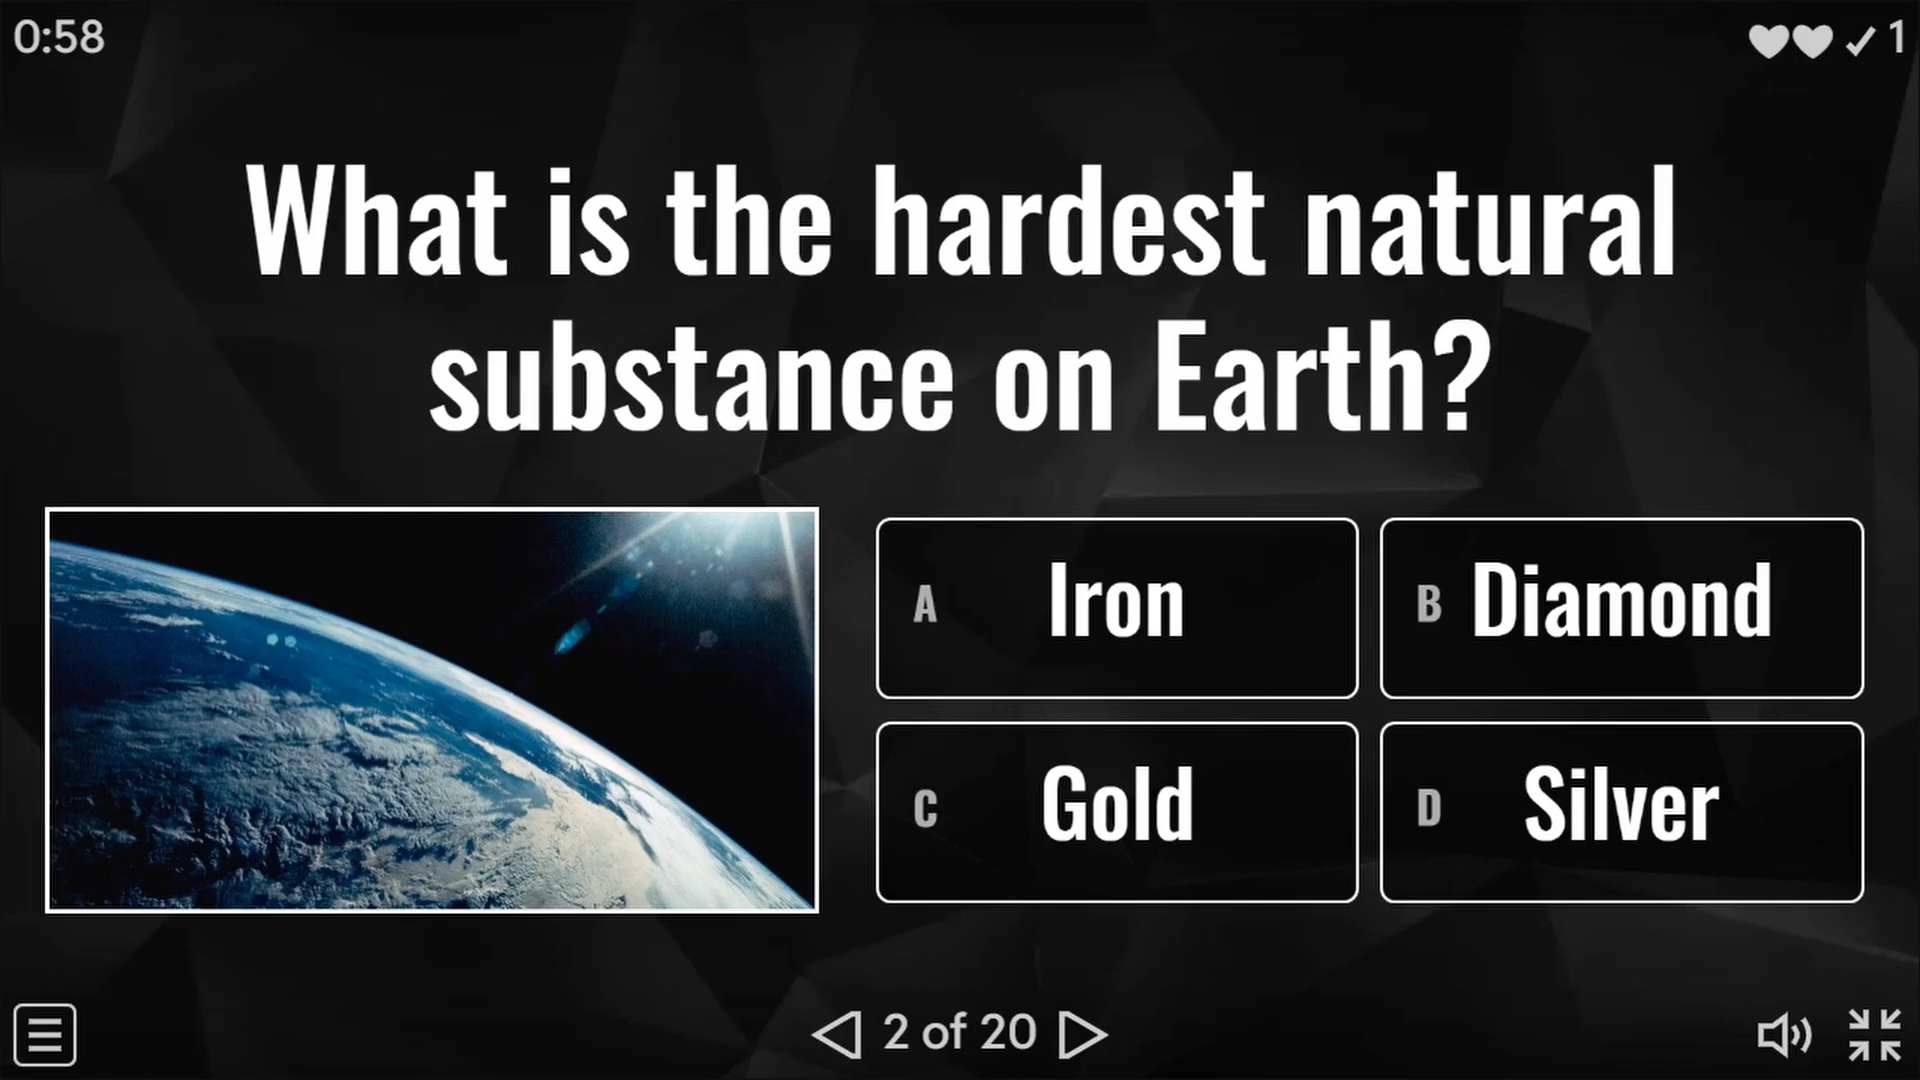 0:58
1
What is the hardest natural
substance on Earth?
A Iron
B Diamond
C Gold
D Silver
2 of 20